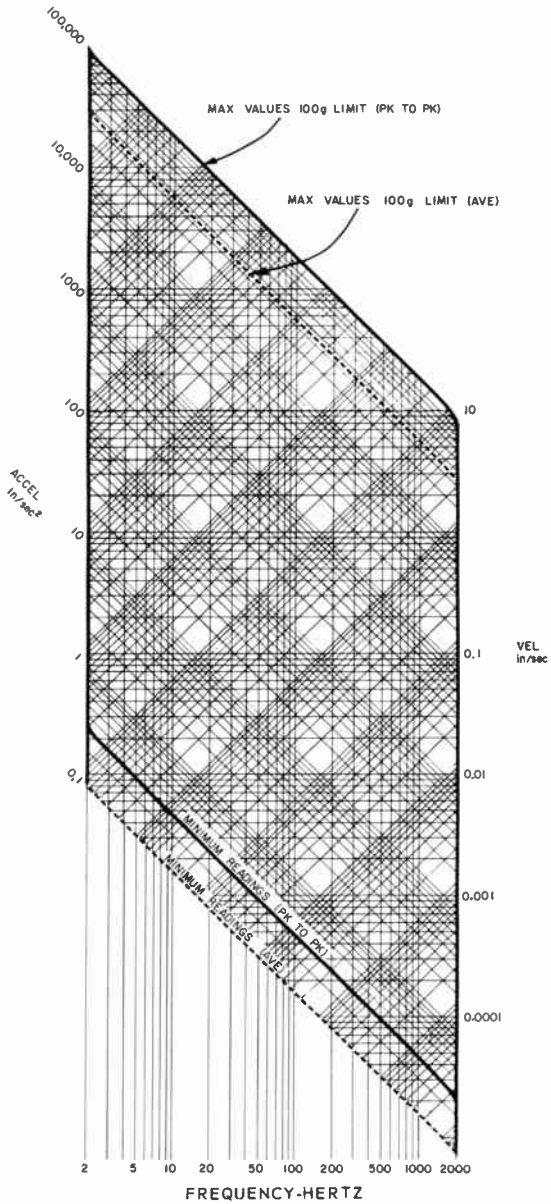 100,000
MAX VALUES 100g LIMIT (PK TO PK)
10,000
MAX VALUES 100g LIMIT (AVE)
1000
100
10
ACCEL
in/sec²
10
1
0.1
VEL
in/sec
0.1
0.01
MINIMUM READINGS (PK TO PK)
MINIMUM READINGS (AVE)
0.001
0.0001
2 5 10 20 50 100 200 500 1000 2000
FREQUENCY-HERTZ